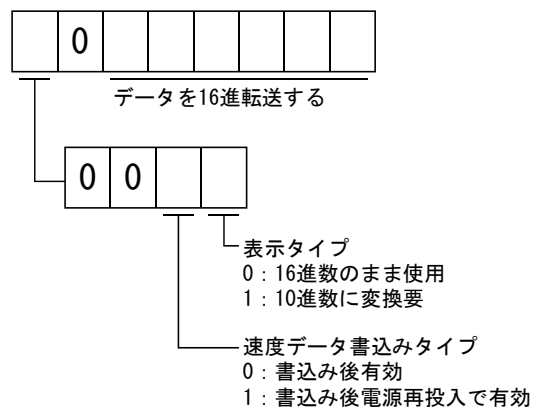 0
データを16進転送する
0 0
表示タイプ
0：16進数のまま使用
1：10進数に変換要
速度データ書込みタイプ
0：書込み後有効
1：書込み後電源再投入で有効